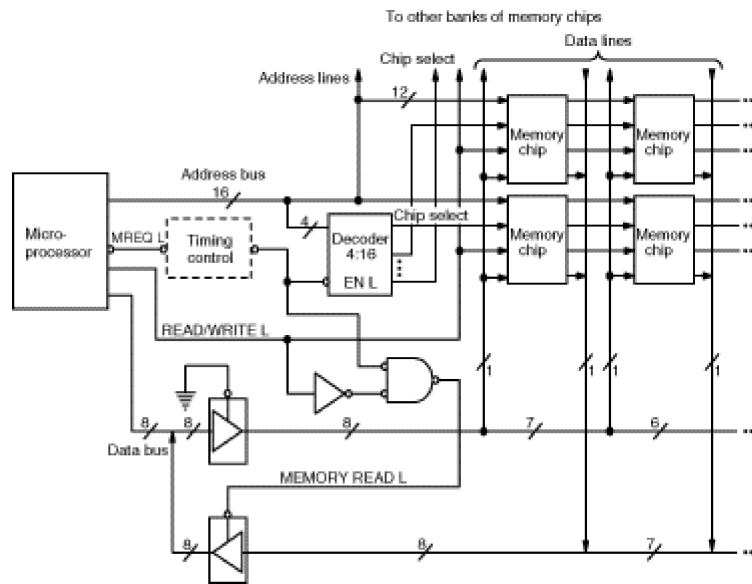 To other banks of memory chips
Data lines
Chip select
Address lines
12
Memory
chip
Memory
chip
Address bus
16
4
Chip select
Micro-
processor
MREQ L
Timing
control
Decoder
4:16
EN L
Memory
chip
Memory
chip
READ/WRITE L
1
1
1
1
8
8
8
7
6
Data bus
MEMORY READ L
8
8
7